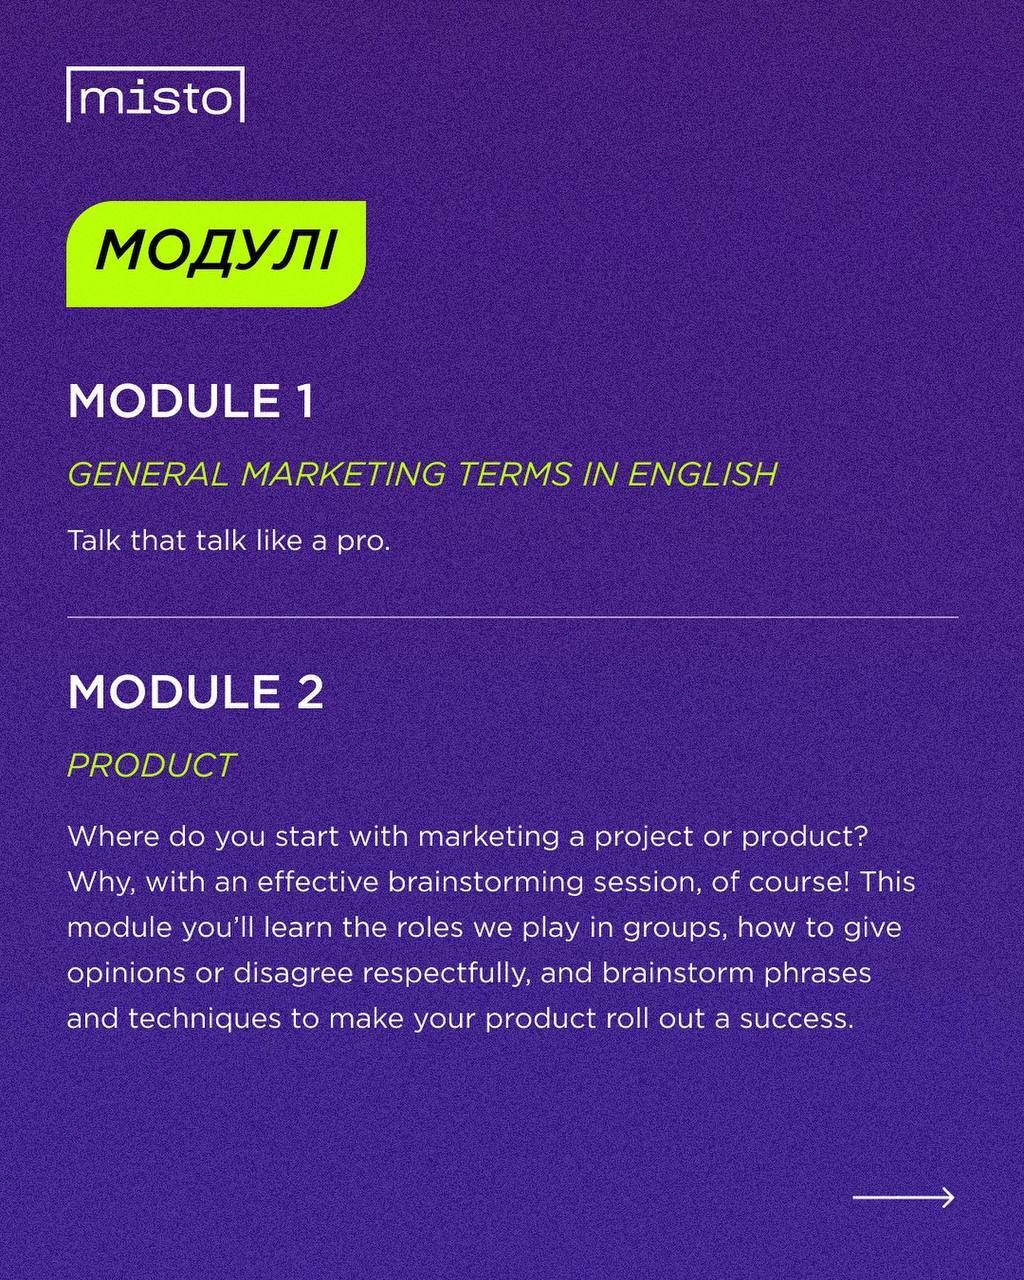 misto
МОДУЛІ
MODULE 1
GENERAL MARKETING TERMS IN ENGLISH
Talk that talk like a pro.
MODULE 2
PRODUCT
Where do you start with marketing a project or product?
Why, with an effective brainstorming session, of course! This
module you’ll learn the roles we play in groups, how to give
opinions or disagree respectfully, and brainstorm phrases
and techniques to make your product roll out a success.